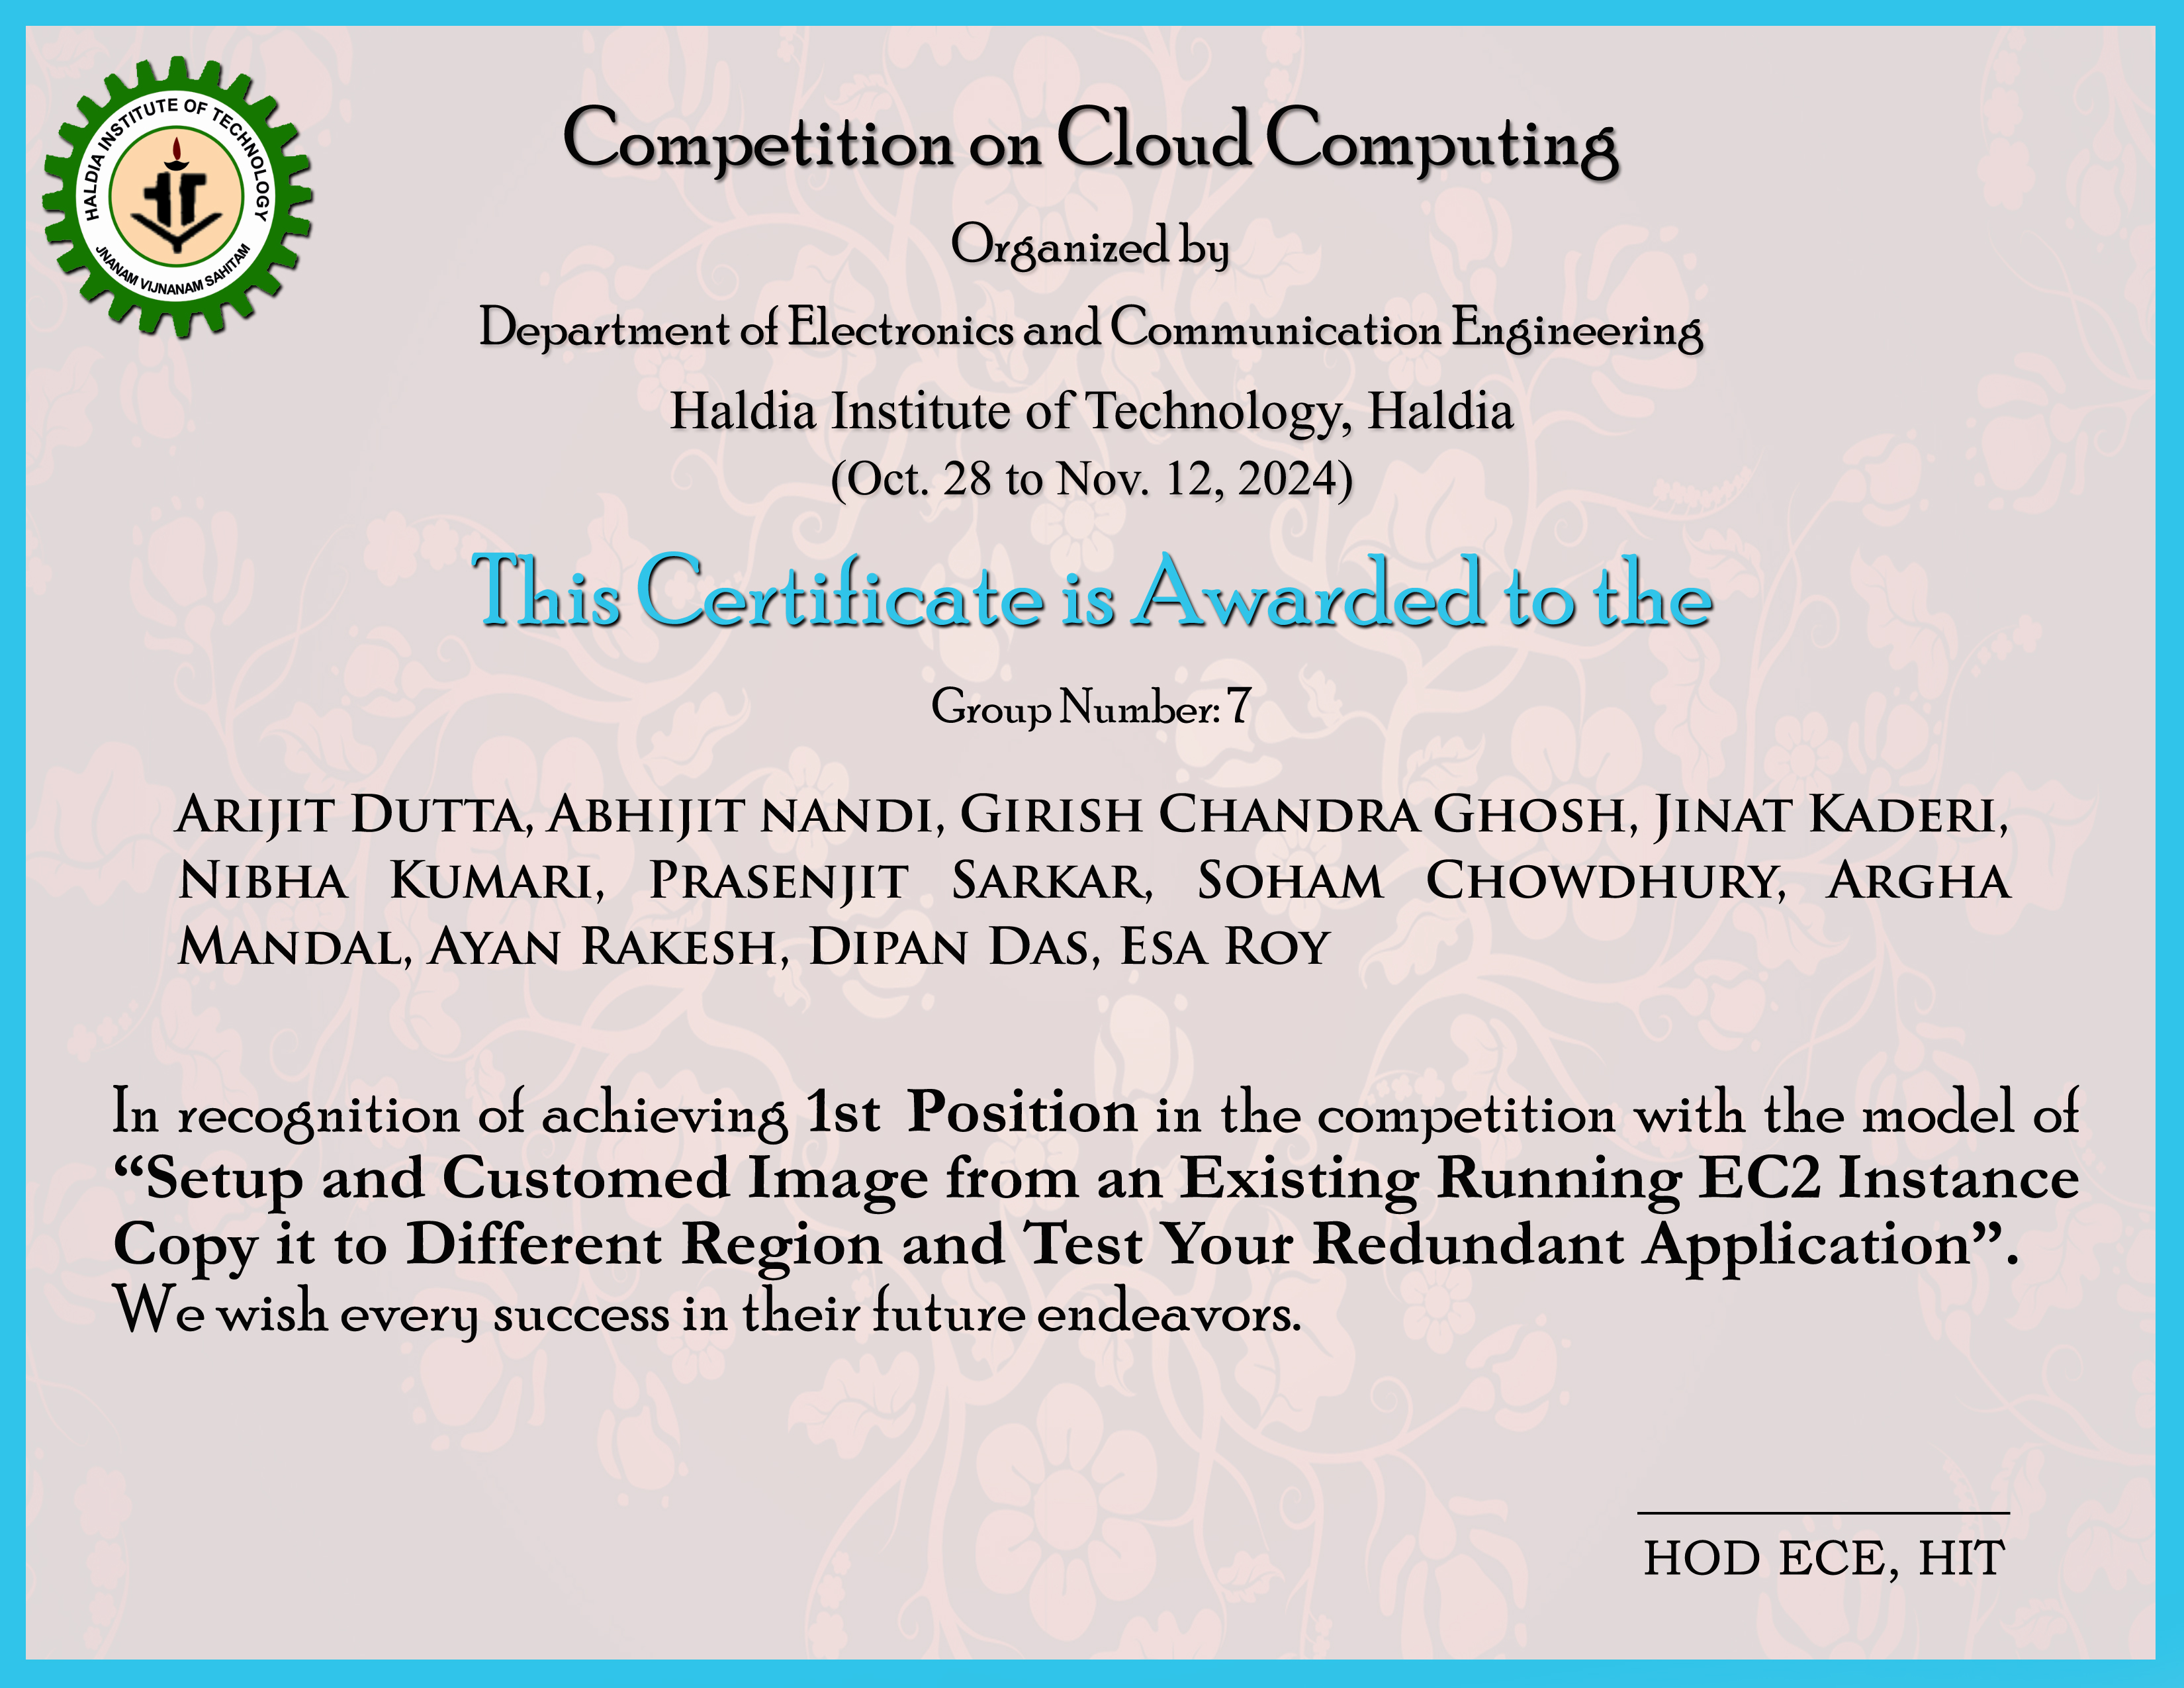 HALDIA INSTITUTE OF TECHNOLOGY
JNANAM VIJNANAM SAHITAM
Competition on Cloud Computing
Organized by
Department of Electronics and Communication Engineering
Haldia Institute of Technology, Haldia
(Oct. 28 to Nov. 12, 2024)
This Certificate is Awarded to the
Group Number: 7
ARIJIT DUTTA, ABHIJIT NANDI, GIRISH CHANDRA GHOSH, JINAT KADERI,
NIBHA KUMARI, PRASENJIT SARKAR, SOHAM CHOWDHURY, ARGHA
MANDAL, AYAN RAKESH, DIPAN DAS, ESA ROY
In recognition of achieving 1st Position in the competition with the model of
“Setup and Customed Image from an Existing Running EC2 Instance
Copy it to Different Region and Test Your Redundant Application”.
We wish every success in their future endeavors.
HOD ECE, HIT